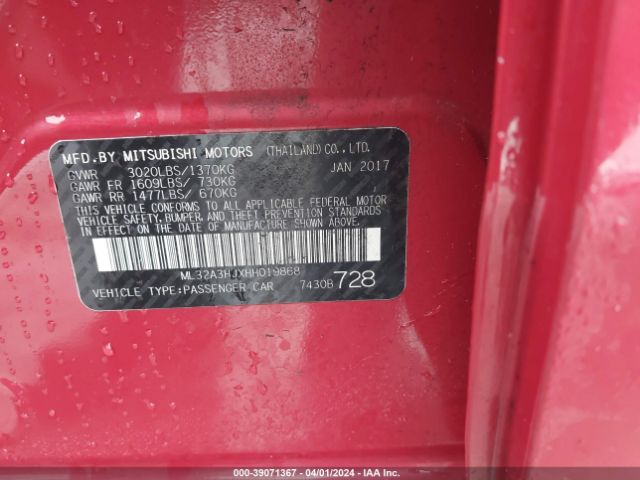 MFD. BY MITSUBISHI MOTORS (THAILAND) CO., LTD.
GVWR 3020LBS/1370KG JAN 2017
GAWR FR 1609LBS/ 730KG
GAWR RR 1477LBS/ 670KG
THIS VEHICLE CONFORMS TO ALL APPLICABLE FEDERAL MOTOR
VEHICLE SAFETY, BUMPER, AND THEFT PREVENTION STANDARDS
IN EFFECT ON THE DATE OF MANUFACTURE SHOWN ABOVE.
ML32A3HJXHH019868
VEHICLE TYPE:PASSENGER CAR 7430B 728
000-39071367 - 04/01/2024 - IAA Inc.